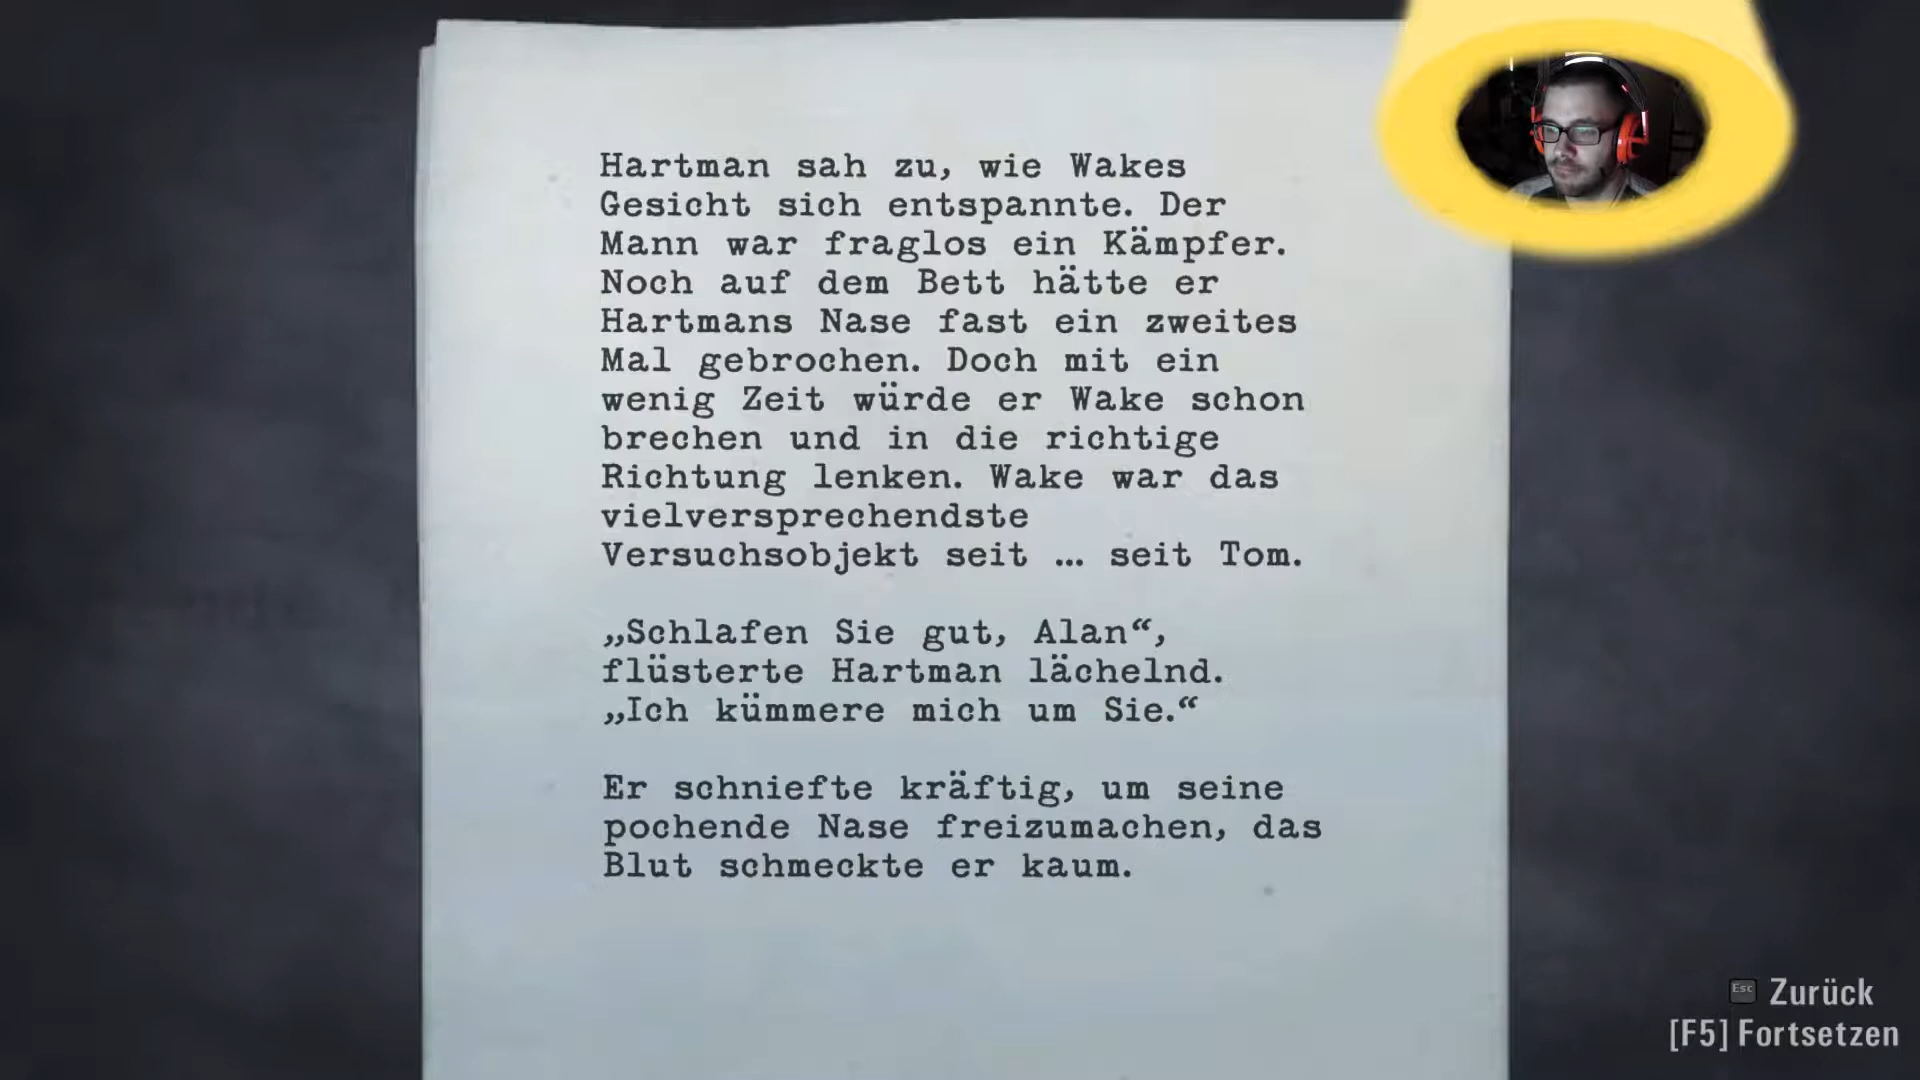 Hartman sah zu, wie Wakes
Gesicht sich entspannte. Der
Mann war fraglos ein Kämpfer.
Noch auf dem Bett hätte er
Hartmans Nase fast ein zweites
Mal gebrochen. Doch mit ein
wenig Zeit würde er Wake schon
brechen und in die richtige
Richtung lenken. Wake war das
vielversprechendste
Versuchsobjekt seit … seit Tom.
„Schlafen Sie gut, Alan“,
flüsterte Hartman lächelnd.
„Ich kümmere mich um Sie.“
Er schniefte kräftig, um seine
pochende Nase freizumachen, das
Blut schmeckte er kaum.
Esc Zurück
[F5] Fortsetzen